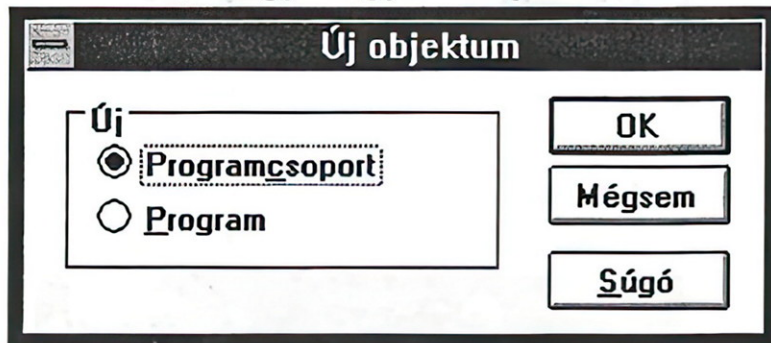 Új objektum
Új
Programcsoport
Program
OK
Mégsem
Súgó